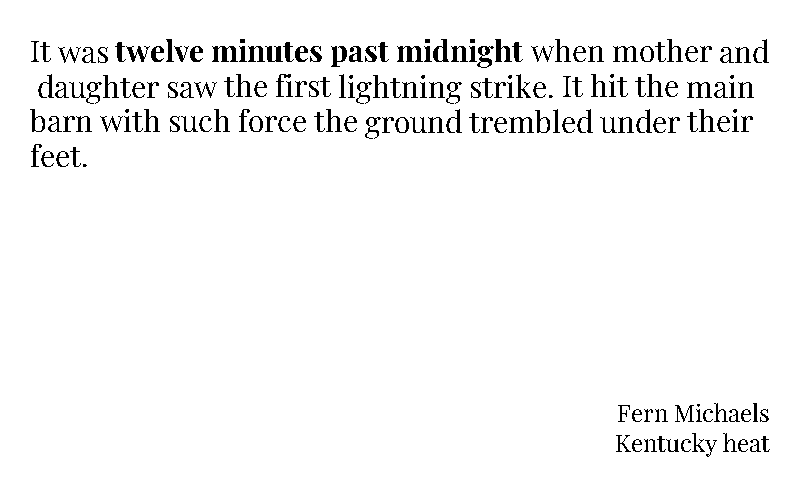 It was twelve minutes past midnight when mother and
daughter saw the first lightning strike. It hit the main
barn with such force the ground trembled under their
feet.
Fern Michaels
Kentucky heat